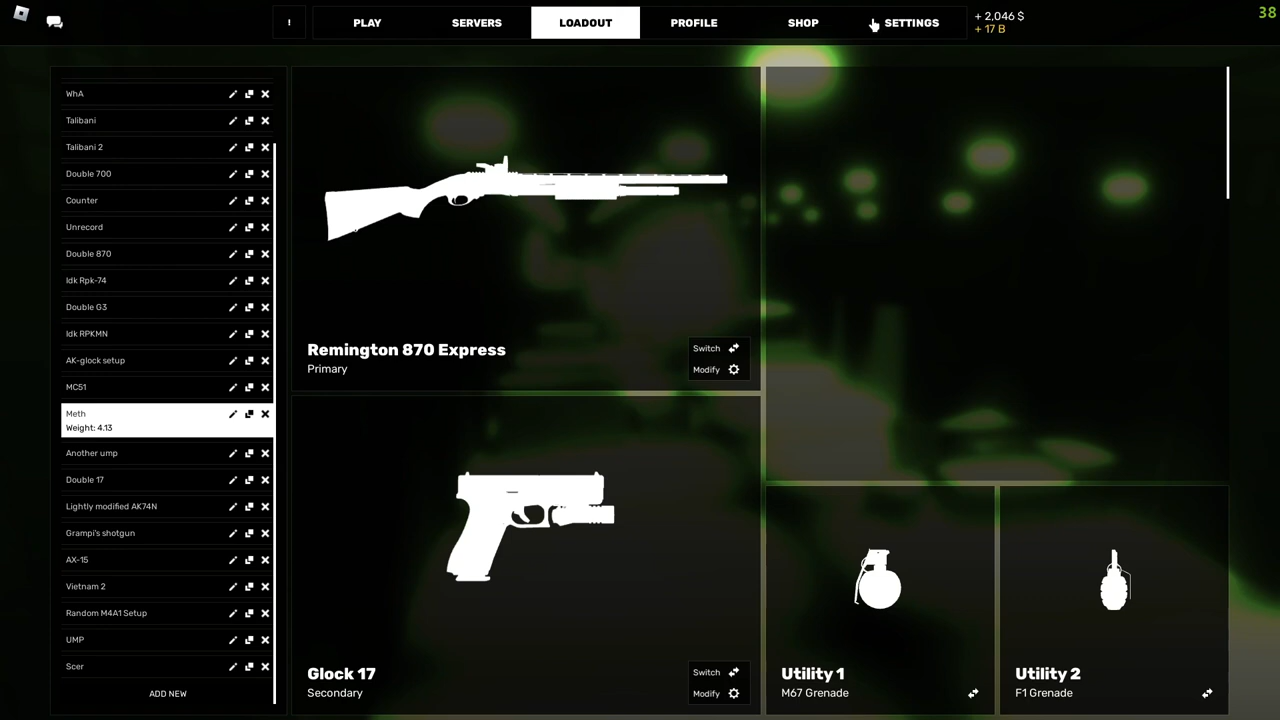 !
PLAY
SERVERS
LOADOUT
PROFILE
SHOP
SETTINGS
+ 2,046 $
+ 17 B
38
WhA
Talibani
Talibani 2
Double 700
Counter
Unrecord
Double 870
Idk Rpk-74
Double G3
Idk RPKMN
AK-glock setup
MC51
Meth
Weight: 4.13
Another ump
Double 17
Lightly modified AK74N
Grampi's shotgun
AX-15
Vietnam 2
Random M4A1 Setup
UMP
Scer
ADD NEW
Remington 870 Express
Primary
Switch
Modify
Glock 17
Secondary
Switch
Modify
Utility 1
M67 Grenade
Utility 2
F1 Grenade